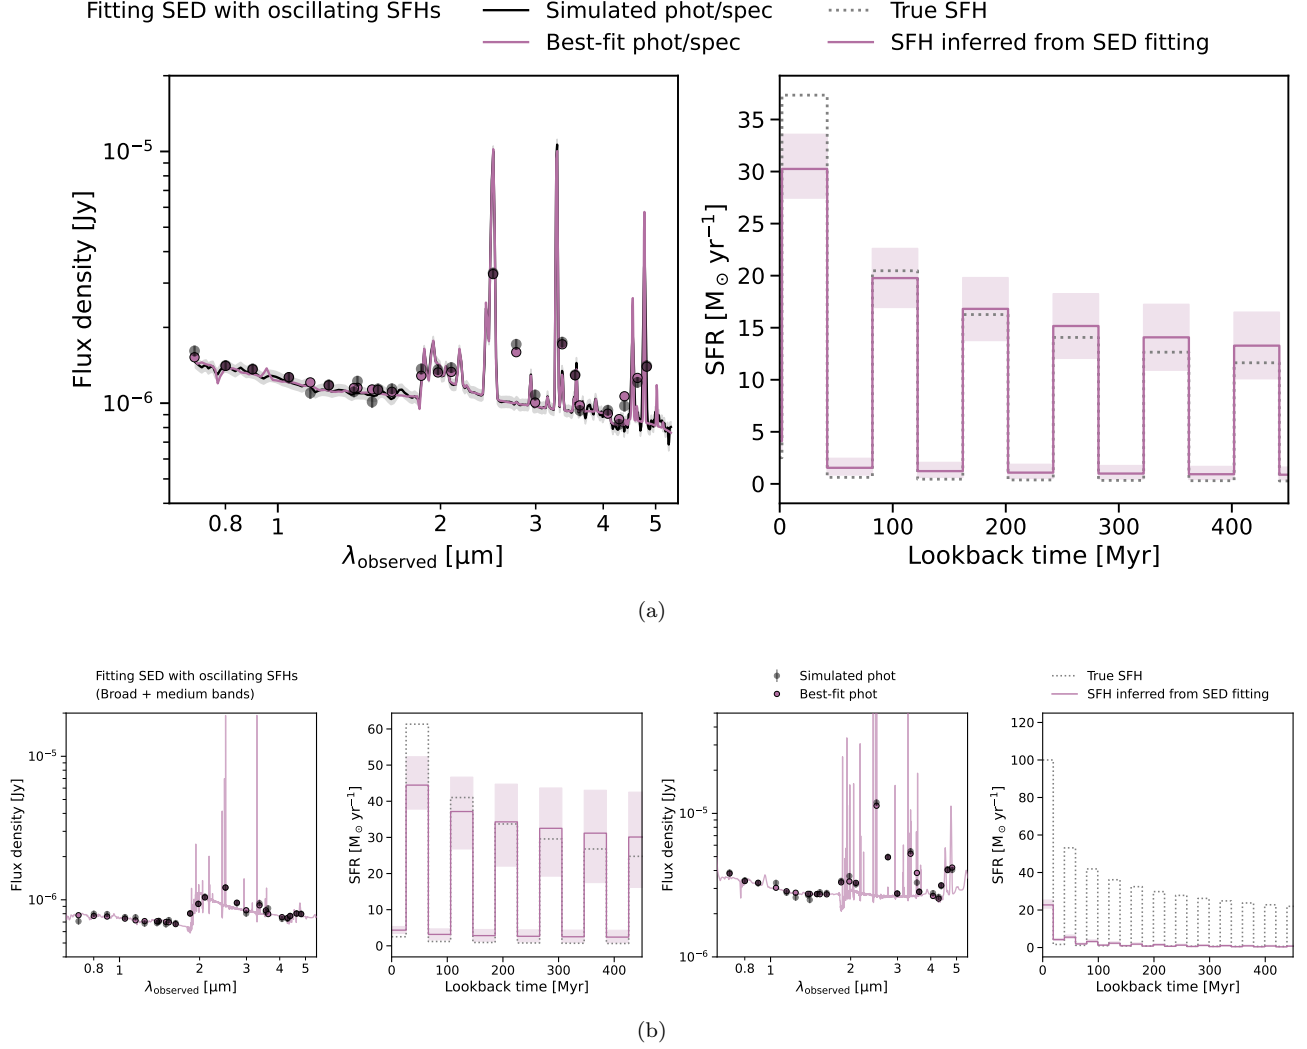 Fitting SED with oscillating SFHs
Simulated phot/spec
Best-fit phot/spec
True SFH
SFH inferred from SED fitting
Flux density [Jy]
10⁻⁵
10⁻⁶
0.8 1 2 3 4 5
λobserved [µm]
SFR [M⊙ yr⁻¹]
35
30
25
20
15
10
5
0
0 100 200 300 400
Lookback time [Myr]
(a)
Fitting SED with oscillating SFHs
(Broad + medium bands)
Simulated phot
Best-fit phot
True SFH
SFH inferred from SED fitting
Flux density [Jy]
10⁻⁵
10⁻⁶
0.8 1 2 3 4 5
λobserved [µm]
SFR [M⊙ yr⁻¹]
60
50
40
30
20
10
0
0 100 200 300 400
Lookback time [Myr]
Flux density [Jy]
10⁻⁵
10⁻⁶
0.8 1 2 3 4 5
λobserved [µm]
SFR [M⊙ yr⁻¹]
120
100
80
60
40
20
0
0 100 200 300 400
Lookback time [Myr]
(b)